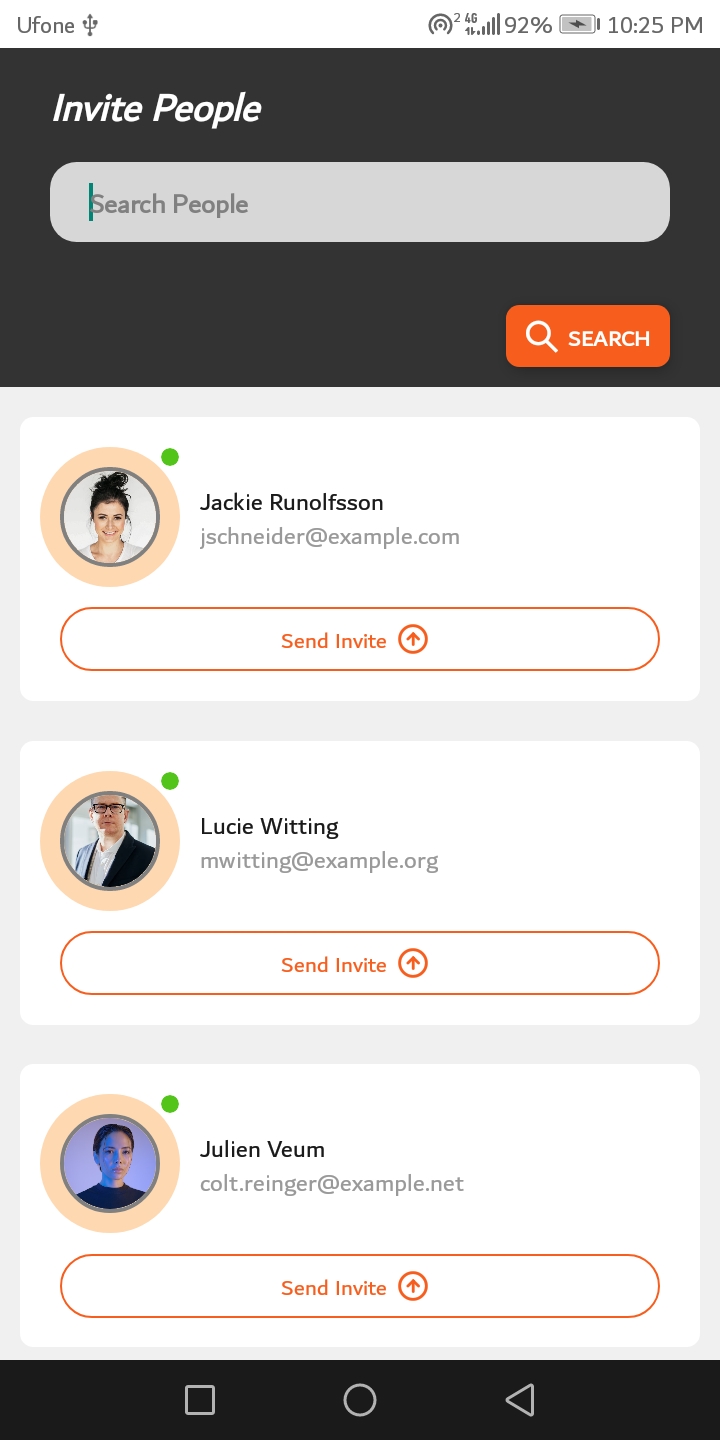 Ufone 2 4G 92% 10:25 PM
Invite People
Search People
SEARCH
Jackie Runolfsson
jschneider@example.com
Send Invite
Lucie Witting
mwitting@example.org
Send Invite
Julien Veum
colt.reinger@example.net
Send Invite